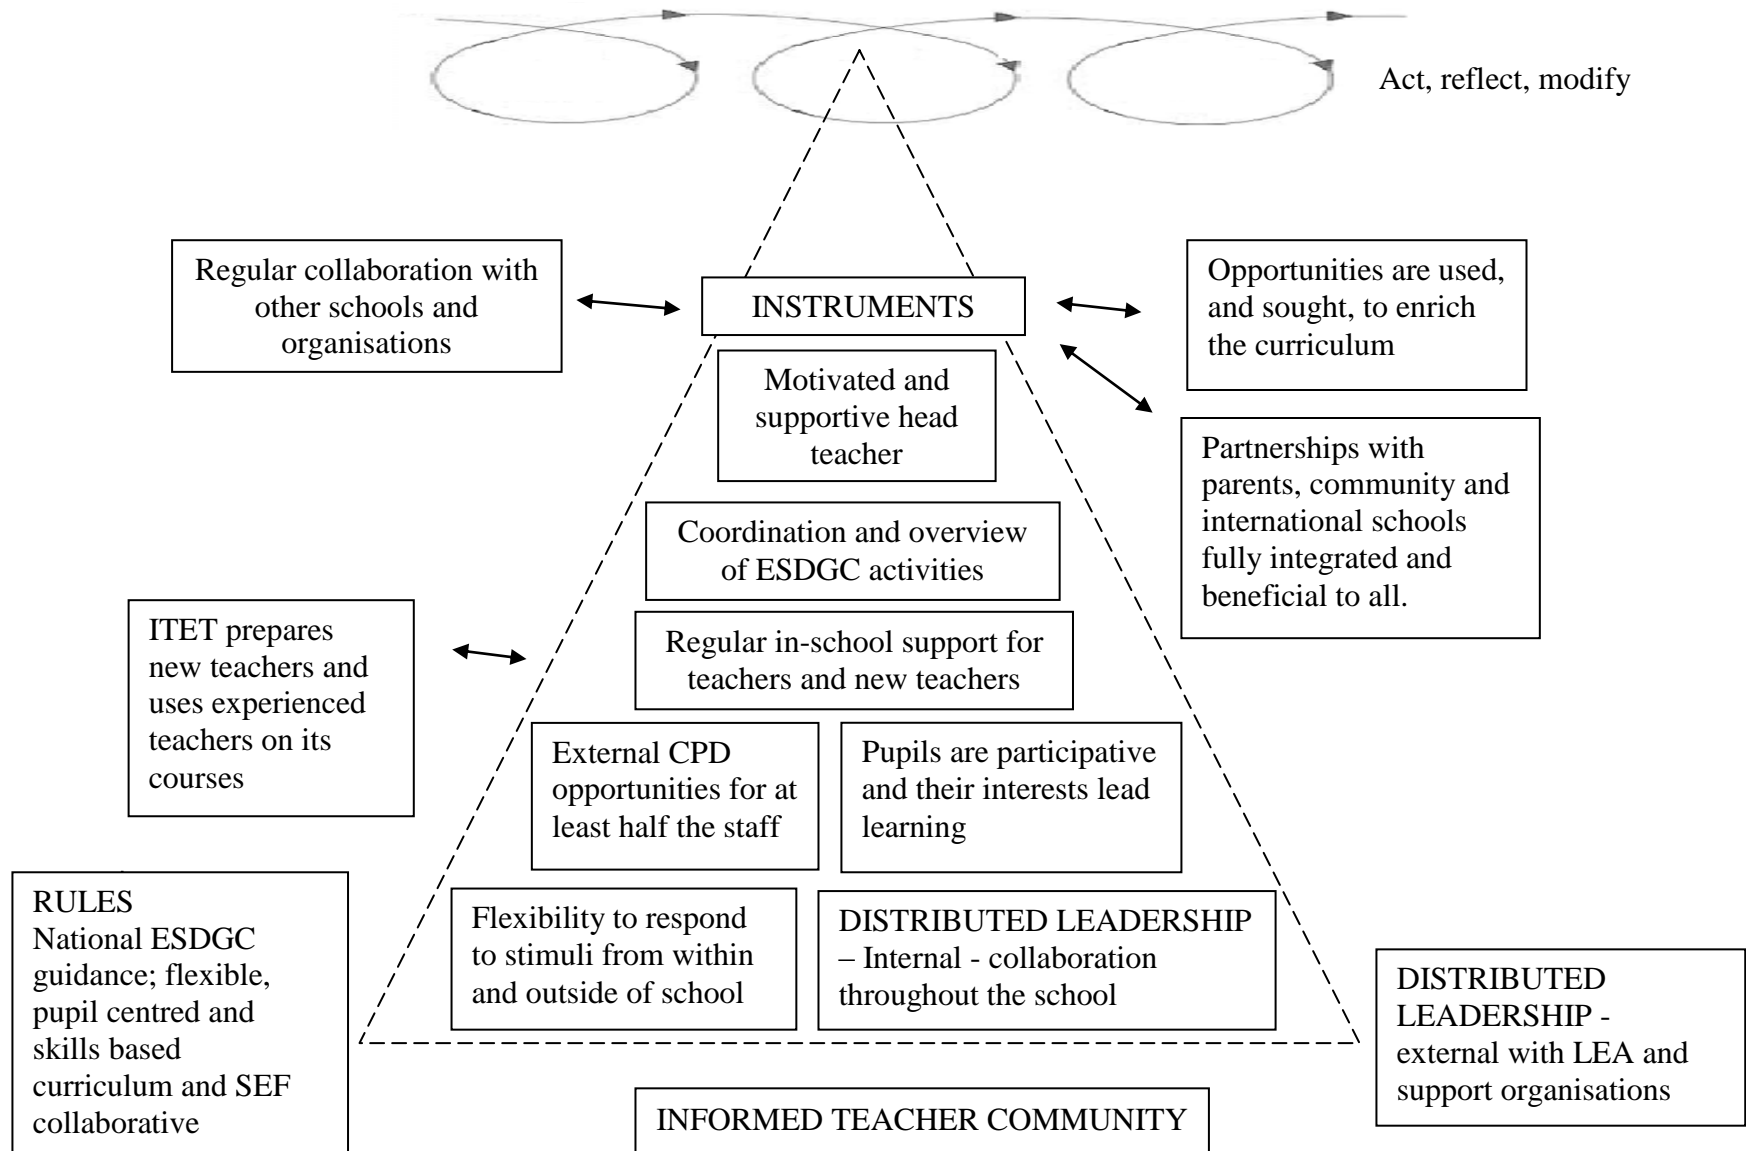 Act, reflect, modify
Regular collaboration with
other schools and
organisations
INSTRUMENTS
Opportunities are used,
and sought, to enrich
the curriculum
Motivated and
supportive head
teacher
Partnerships with
parents, community and
international schools
fully integrated and
beneficial to all.
Coordination and overview
of ESDGC activities
ITET prepares
new teachers and
uses experienced
teachers on its
courses
Regular in-school support for
teachers and new teachers
External CPD
opportunities for at
least half the staff
Pupils are participative
and their interests lead
learning
RULES
National ESDGC
guidance; flexible,
pupil centred and
skills based
curriculum and SEF
collaborative
Flexibility to respond
to stimuli from within
and outside of school
DISTRIBUTED LEADERSHIP
– Internal - collaboration
throughout the school
DISTRIBUTED
LEADERSHIP -
external with LEA and
support organisations
INFORMED TEACHER COMMUNITY